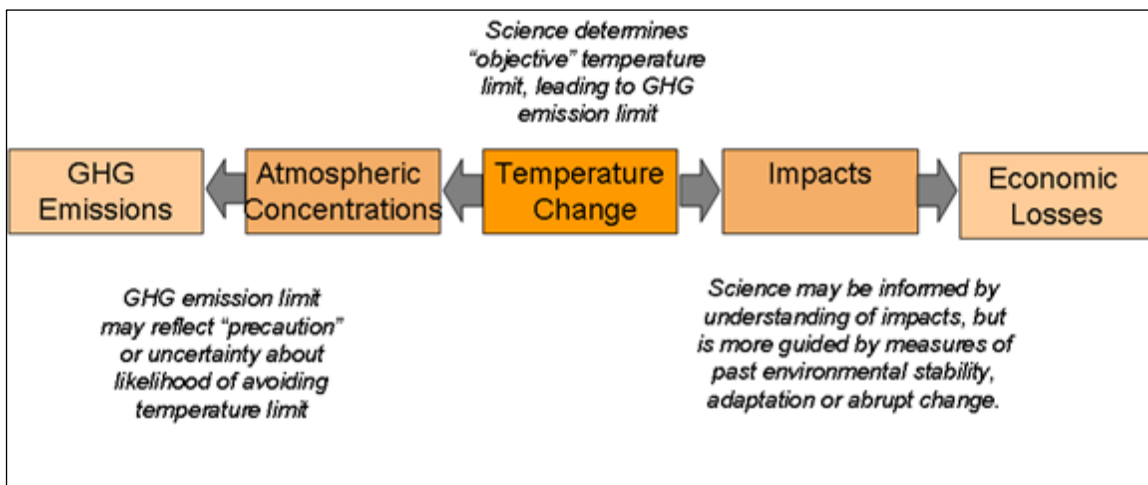 Science determines
“objective” temperature
limit, leading to GHG
emission limit
GHG
Emissions
Atmospheric
Concentrations
Temperature
Change
Impacts
Economic
Losses
GHG emission limit
may reflect “precaution”
or uncertainty about
likelihood of avoiding
temperature limit
Science may be informed by
understanding of impacts, but
is more guided by measures of
past environmental stability,
adaptation or abrupt change.